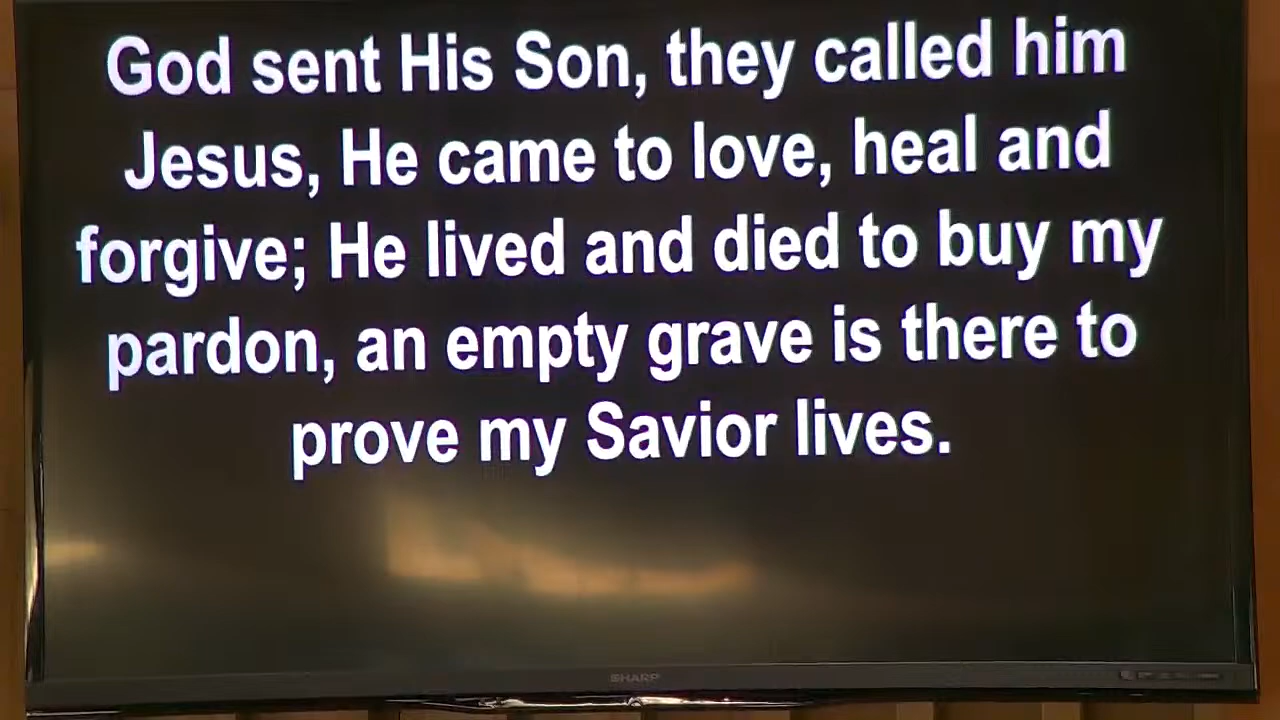 God sent His Son, they called him
Jesus, He came to love, heal and
forgive; He lived and died to buy my
pardon, an empty grave is there to
prove my Savior lives.
SHARP